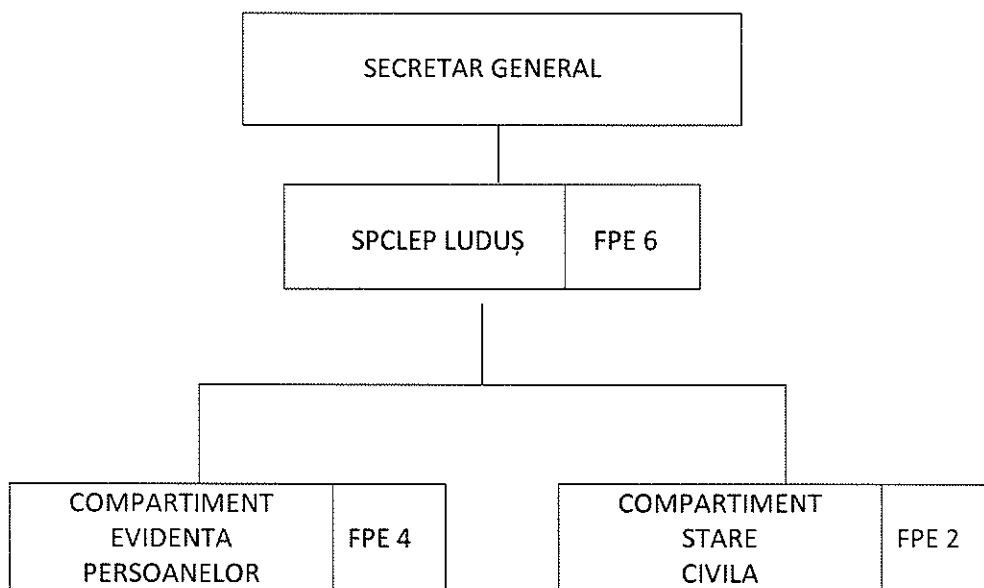 SECRETAR GENERAL
SPCLEP LUDUȘ
FPE 6
COMPARTIMENT
EVIDENTA
PERSOANELOR
FPE 4
COMPARTIMENT
STARE
CIVILA
FPE 2